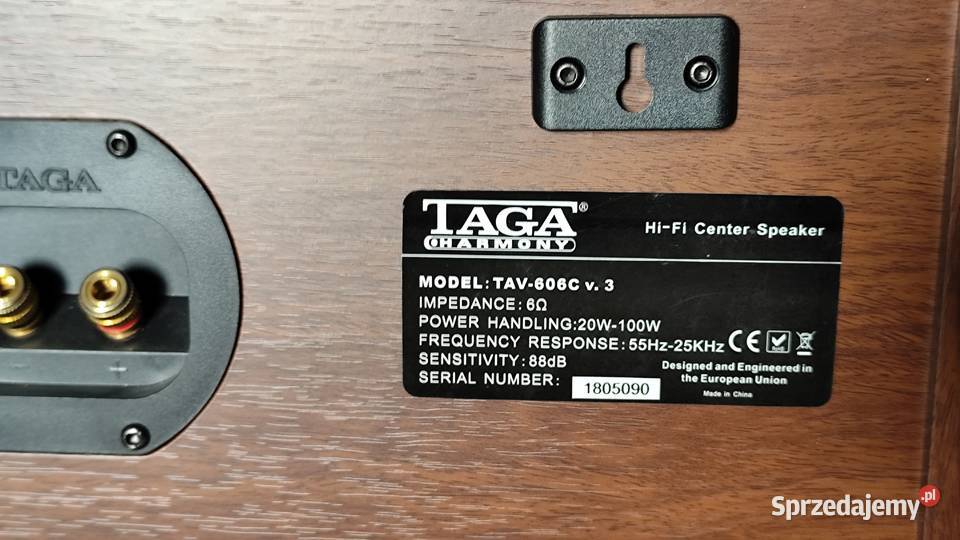 TAGA
TAGA®
HARMONY
Hi-Fi Center Speaker
MODEL: TAV-606C v. 3
IMPEDANCE: 6Ω
POWER HANDLING:20W-100W
FREQUENCY RESPONSE: 55Hz-25KHz
SENSITIVITY: 88dB
SERIAL NUMBER: 1805090
CE RoHS
Designed and Engineered in
the European Union
Made in China
- +
Sprzedajemy.pl